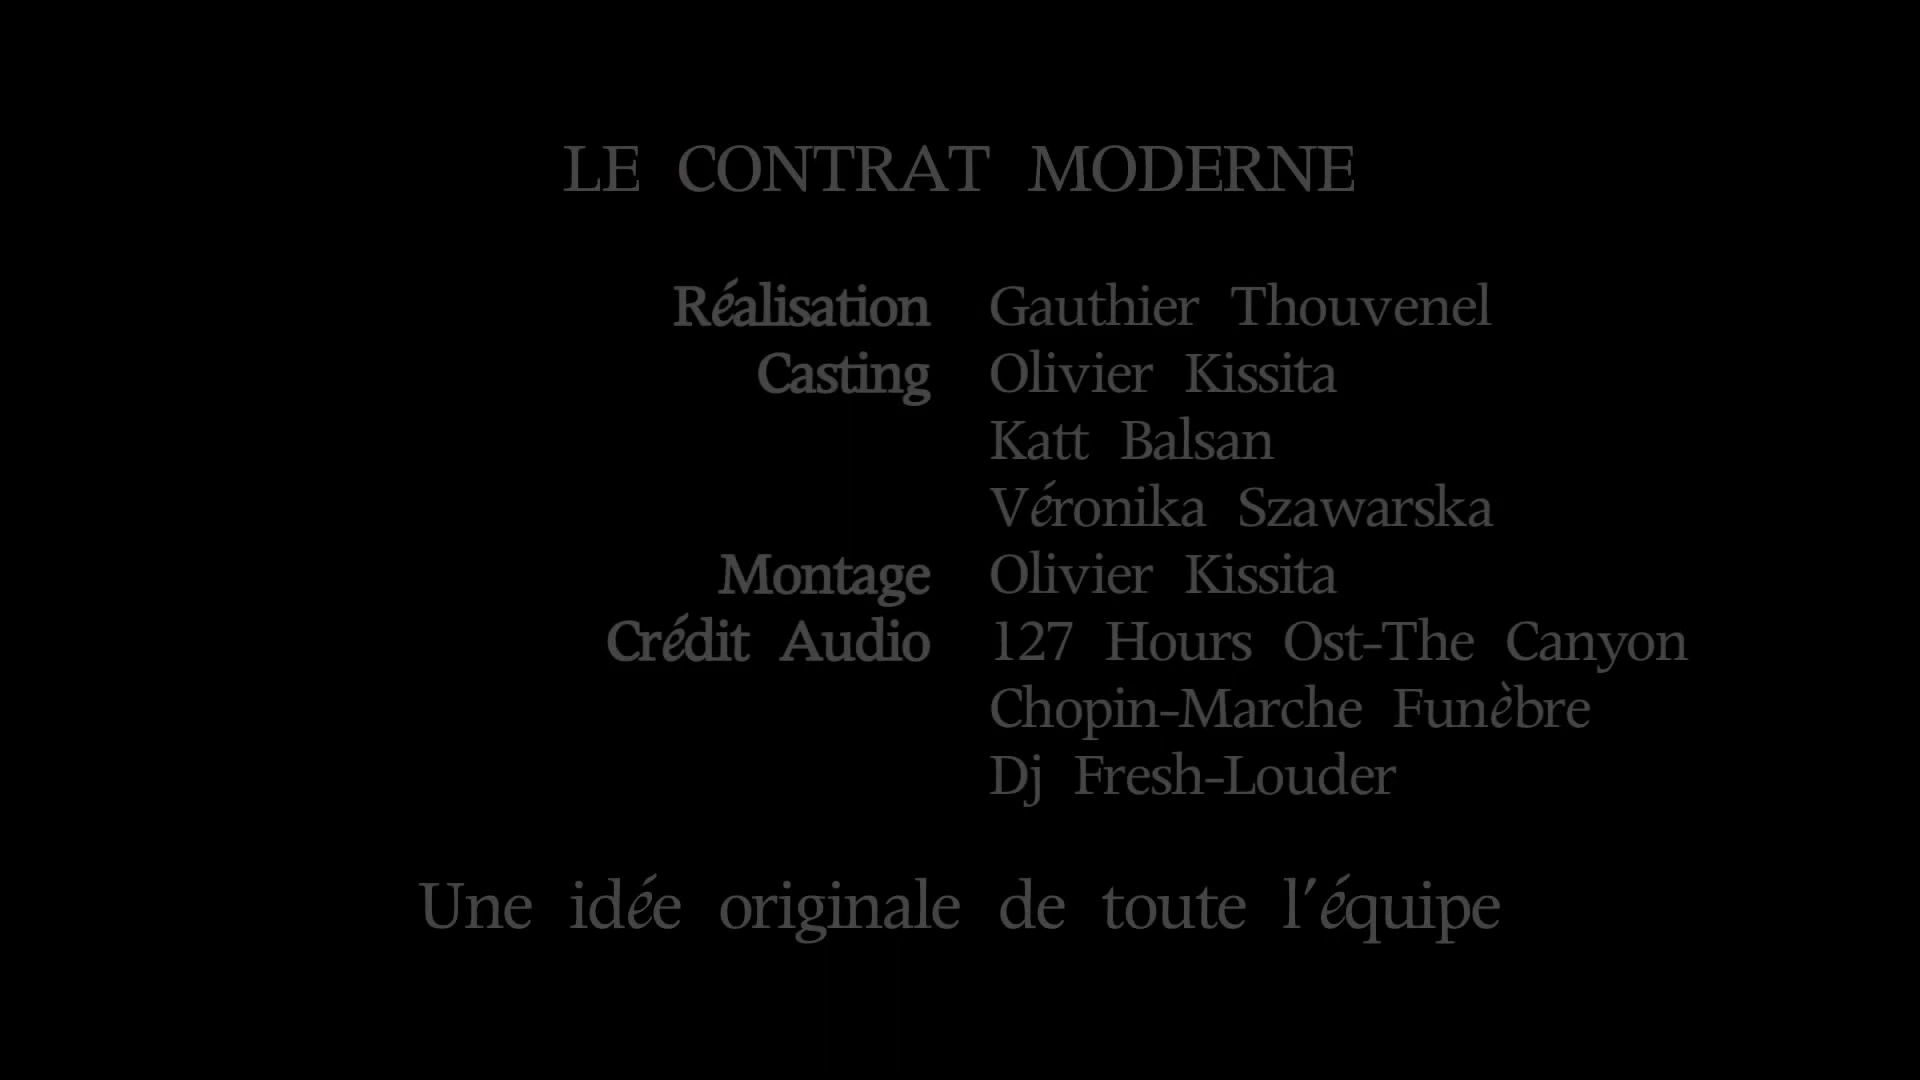 LE CONTRAT MODERNE
Réalisation Gauthier Thouvenel
Casting Olivier Kissita
Katt Balsan
Véronika Szawarska
Montage Olivier Kissita
Crédit Audio 127 Hours Ost-The Canyon
Chopin-Marche Funèbre
Dj Fresh-Louder
Une idée originale de toute l'équipe